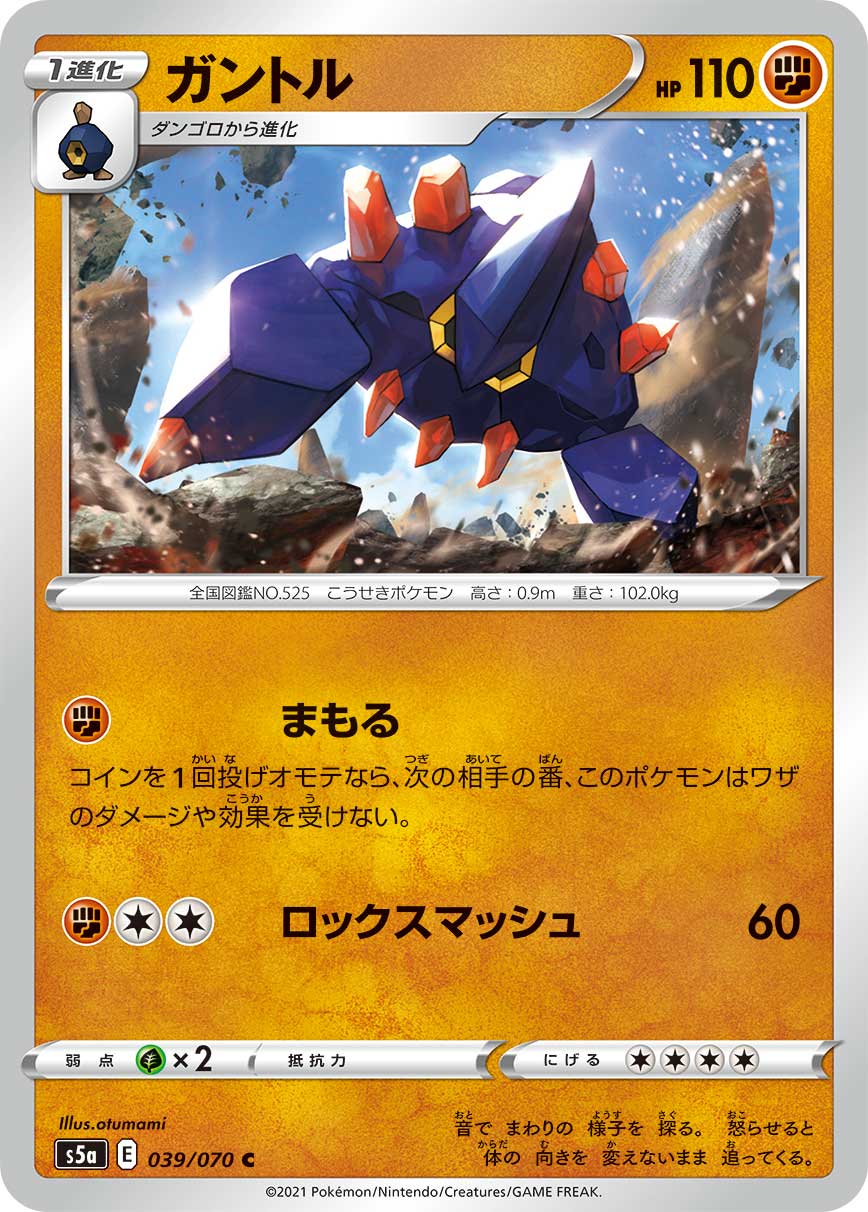 1進化
ガントル
HP 110
ダンゴロから進化
全国図鑑NO.525 こうせきポケモン 高さ:0.9m 重さ:102.0kg
まもる
コインを1回投げオモテなら、次の相手の番、このポケモンはワザ
のダメージや効果を受けない。
ロックスマッシュ 60
弱点 ×2 抵抗力 にげる
Illus.otumami
音で まわりの 様子を 探る。 怒らせると
体の 向きを 変えないまま 追ってくる。
s5a E 039/070 C
©2021 Pokémon/Nintendo/Creatures/GAME FREAK.